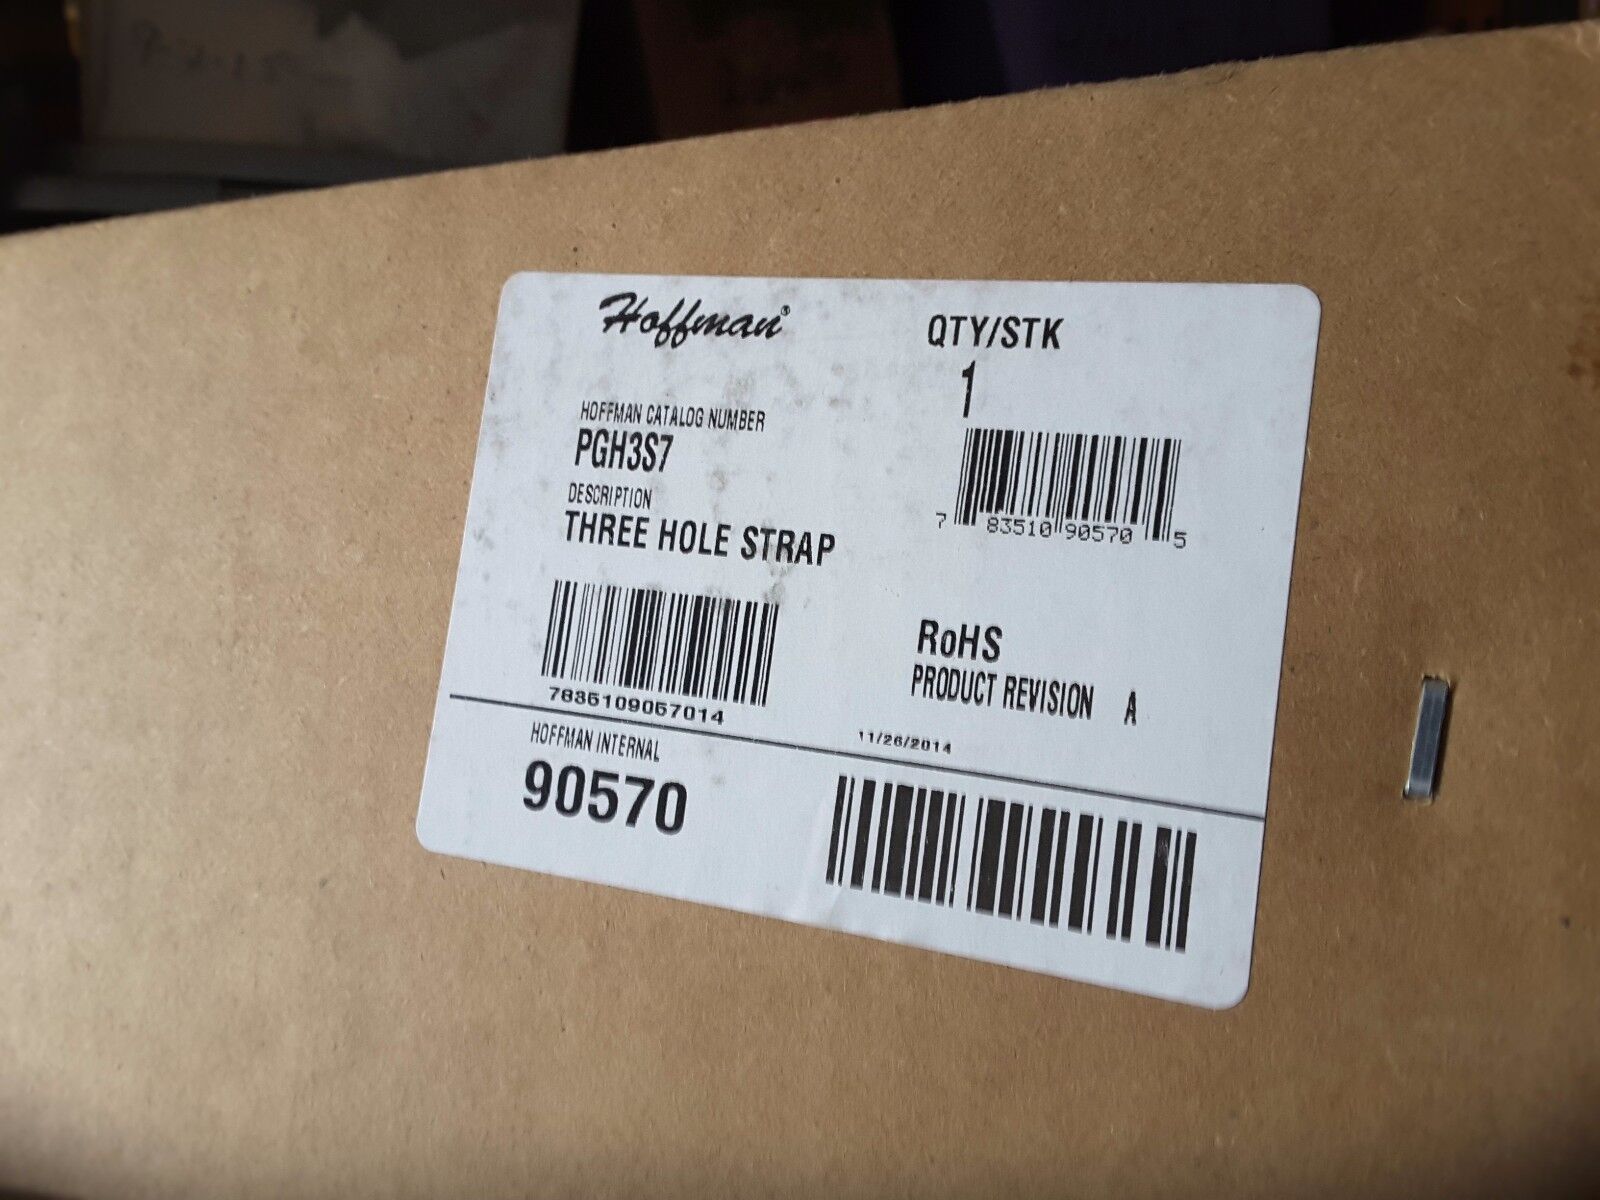 Hoffman®
QTY/STK
1
HOFFMAN CATALOG NUMBER
PGH3S7
DESCRIPTION
THREE HOLE STRAP
7 83510 90570 5
7835109057014
RoHS
PRODUCT REVISION A
11/26/2014
HOFFMAN INTERNAL
90570